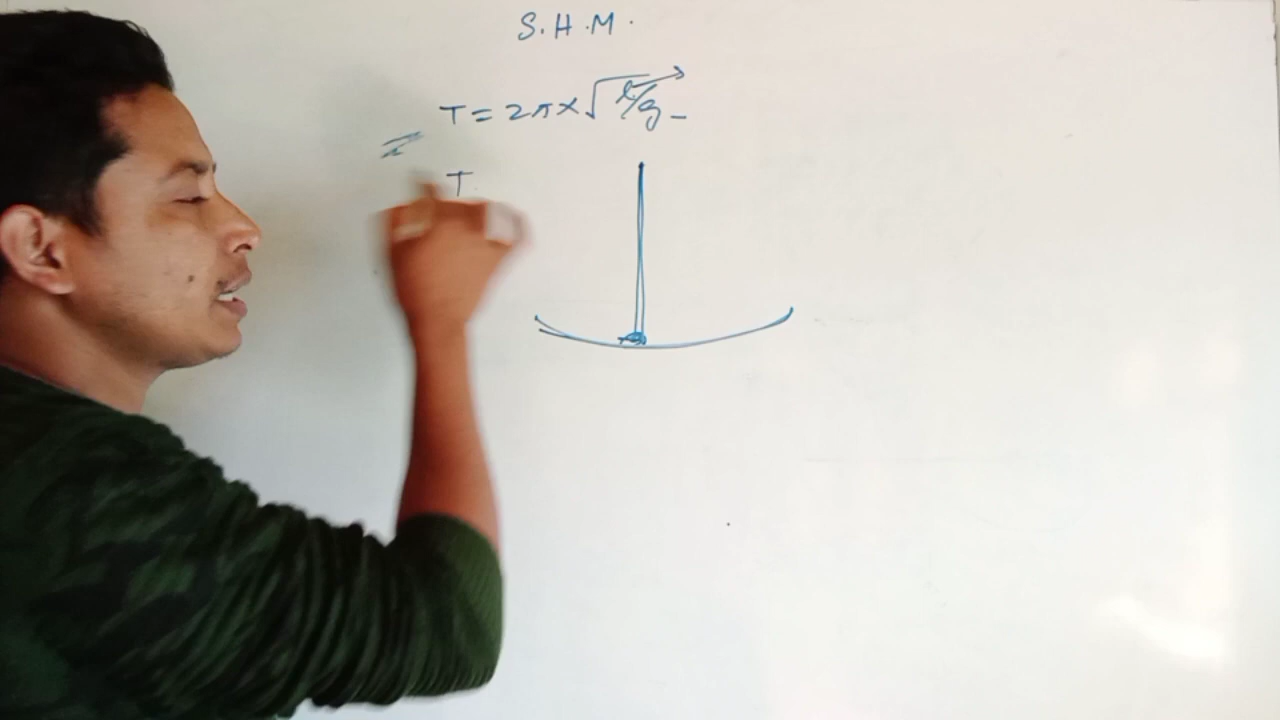 S.H.M.
T = 2π × √l/g
T